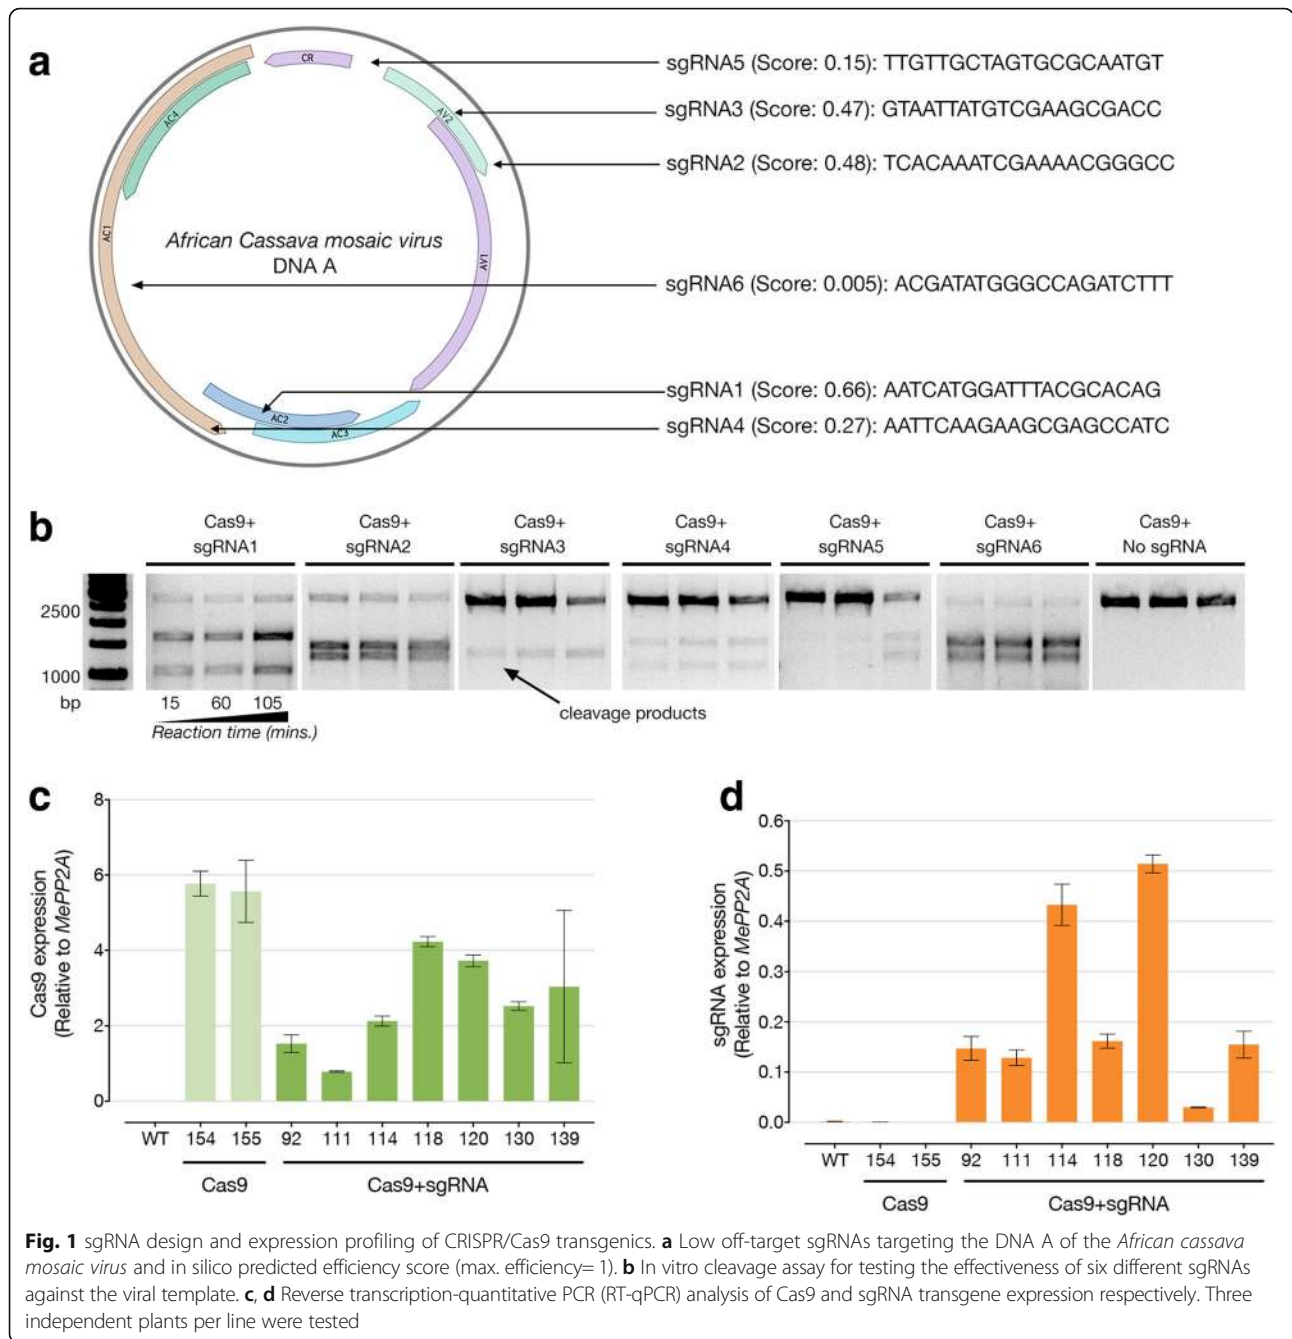 a
CR
AC4
AV2
AC1
AV1
AC2
AC3
African Cassava mosaic virus
DNA A
sgRNA5 (Score: 0.15): TTGTTGCTAGTGCGCAATGT
sgRNA3 (Score: 0.47): GTAATTATGTCGAAGCGACC
sgRNA2 (Score: 0.48): TCACAAATCGAAAACGGGCC
sgRNA6 (Score: 0.005): ACGATATGGGCCAGATCTTT
sgRNA1 (Score: 0.66): AATCATGGATTTACGCACAG
sgRNA4 (Score: 0.27): AATTCAAGAAGCGAGCCATC
b
Cas9+
sgRNA1
Cas9+
sgRNA2
Cas9+
sgRNA3
Cas9+
sgRNA4
Cas9+
sgRNA5
Cas9+
sgRNA6
Cas9+
No sgRNA
2500
1000
bp
15 60 105
Reaction time (mins.)
cleavage products
c
Cas9 expression
(Relative to MePP2A)
8
6
4
2
0
WT 154 155 92 111 114 118 120 130 139
Cas9 Cas9+sgRNA
d
sgRNA expression
(Relative to MePP2A)
0.6
0.5
0.4
0.3
0.2
0.1
0.0
WT 154 155 92 111 114 118 120 130 139
Cas9 Cas9+sgRNA
Fig. 1 sgRNA design and expression profiling of CRISPR/Cas9 transgenics. a Low off-target sgRNAs targeting the DNA A of the African cassava
mosaic virus and in silico predicted efficiency score (max. efficiency= 1). b In vitro cleavage assay for testing the effectiveness of six different sgRNAs
against the viral template. c, d Reverse transcription-quantitative PCR (RT-qPCR) analysis of Cas9 and sgRNA transgene expression respectively. Three
independent plants per line were tested